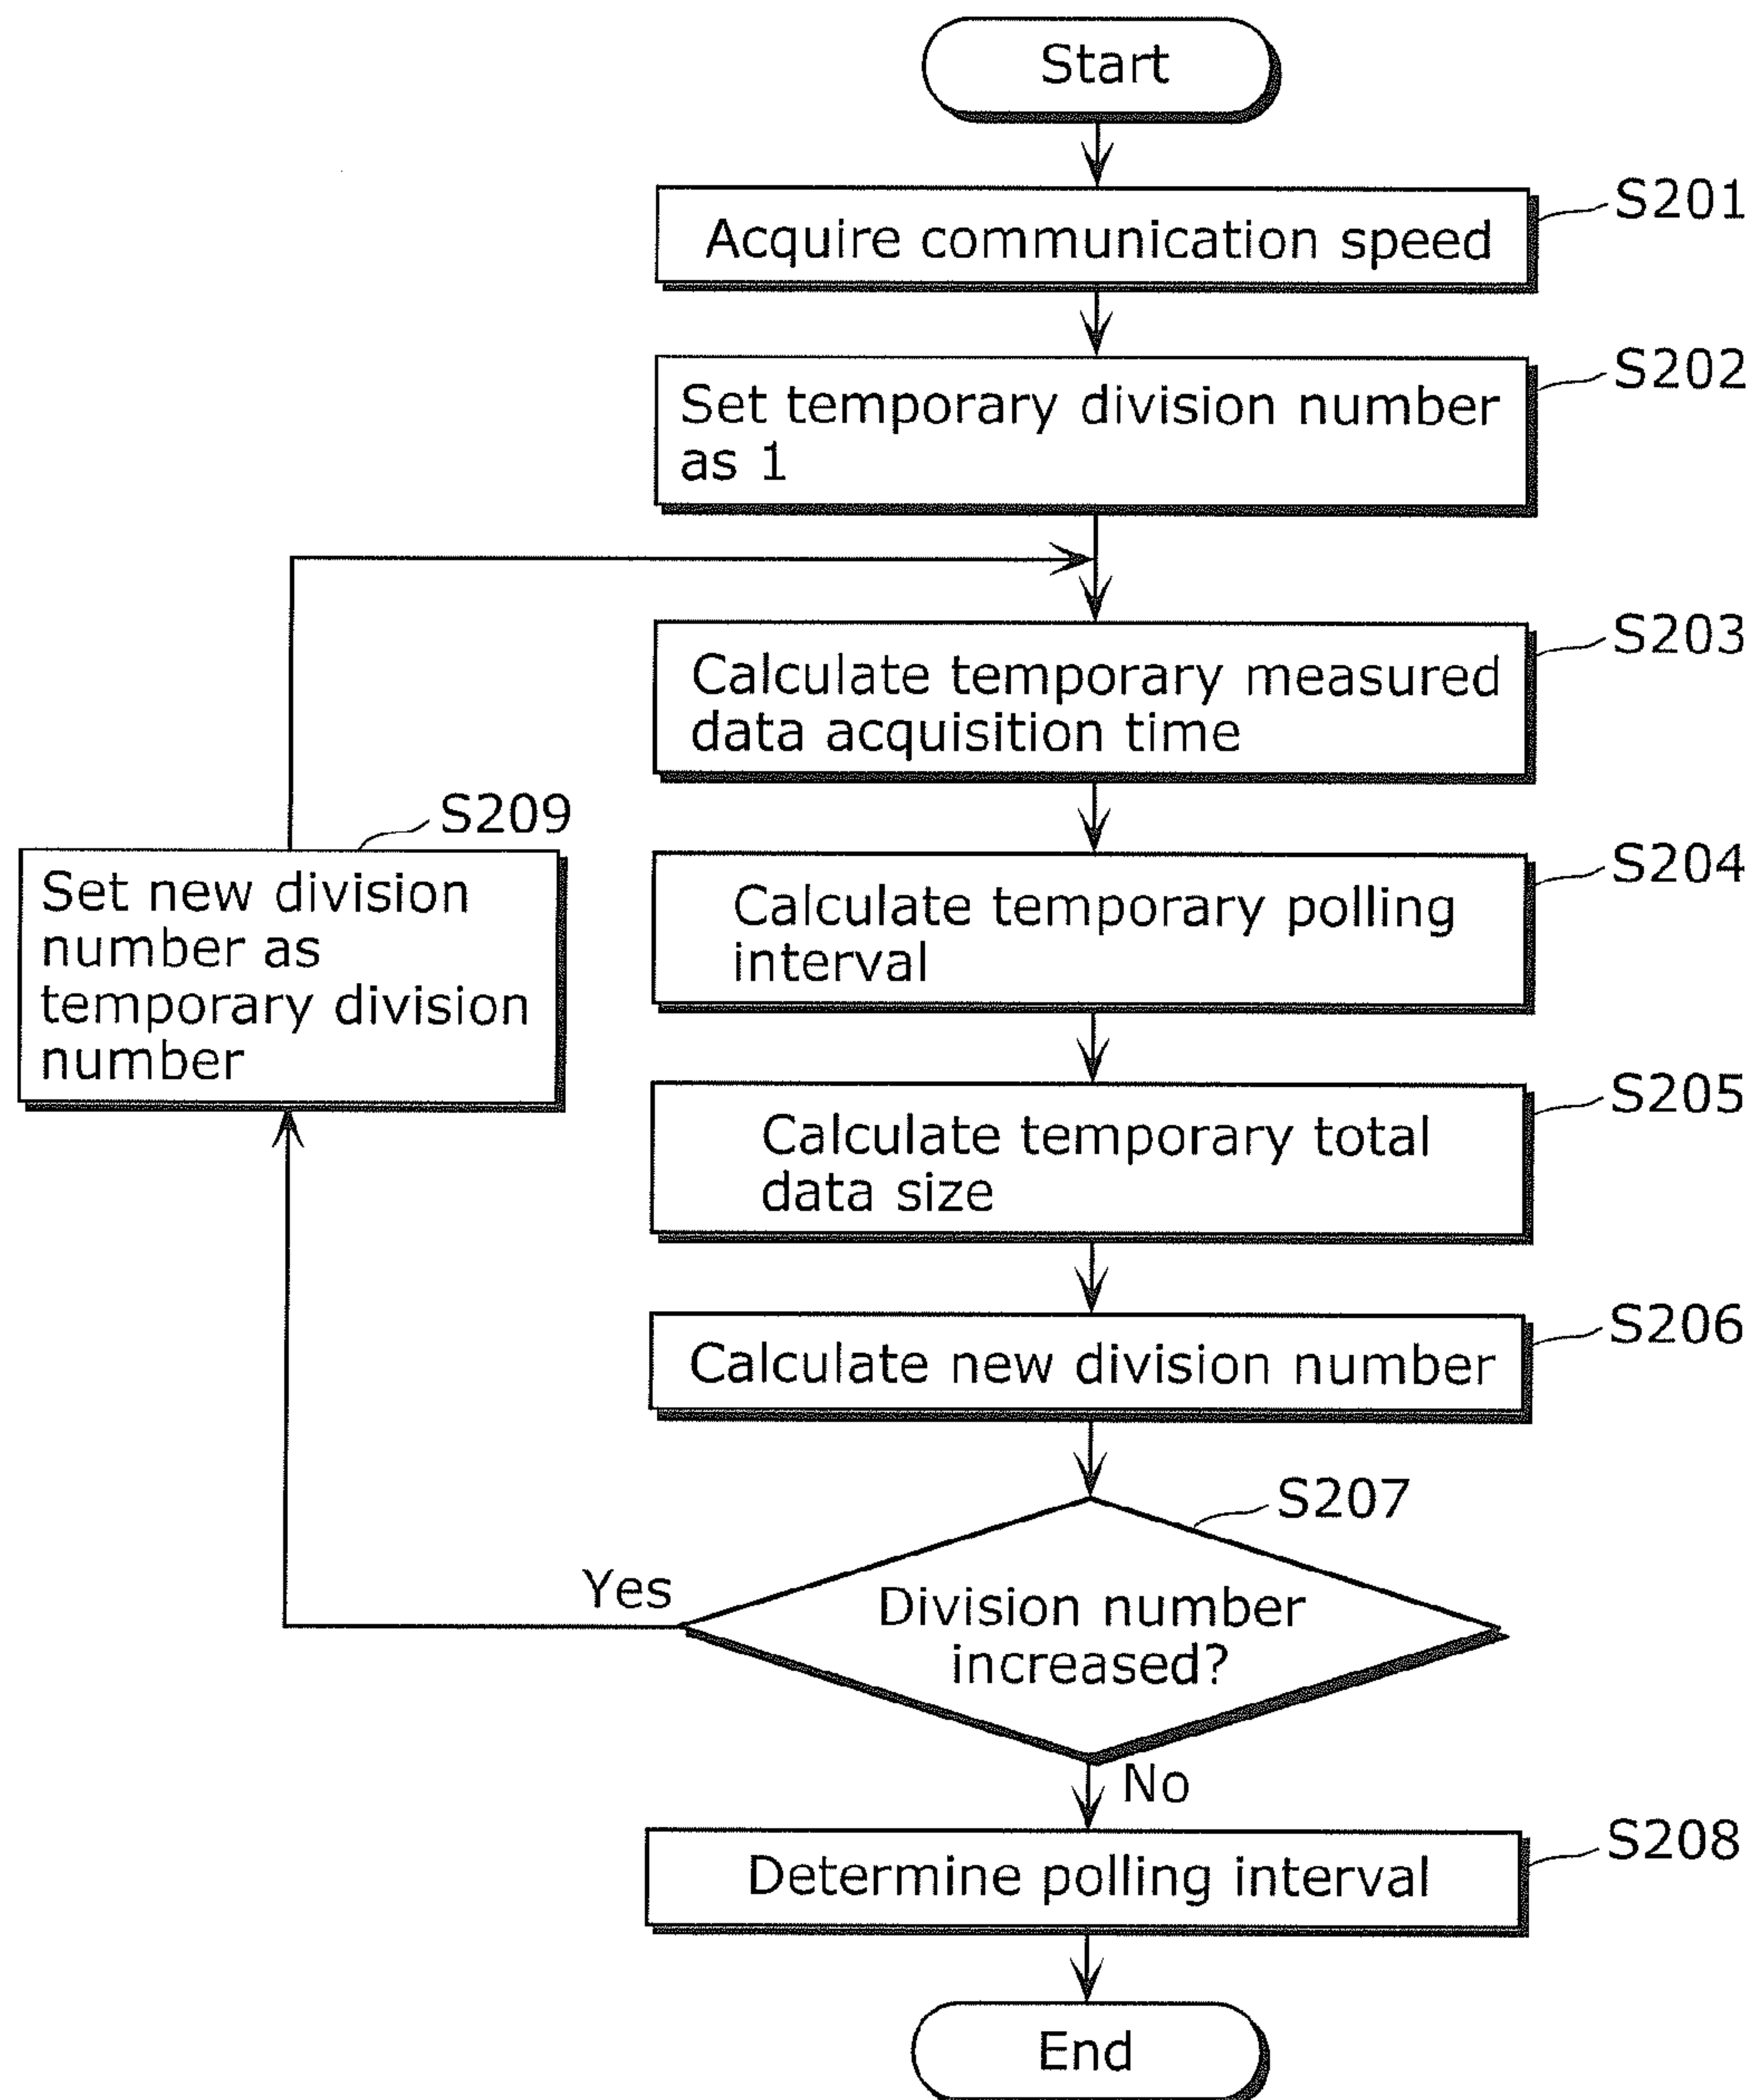 Start
S201
Acquire communication speed
S202
Set temporary division number
as 1
S203
Calculate temporary measured
data acquisition time
S209
Set new division
number as
temporary division
number
S204
Calculate temporary polling
interval
S205
Calculate temporary total
data size
S206
Calculate new division number
S207
Yes
Division number
increased?
No
S208
Determine polling interval
End